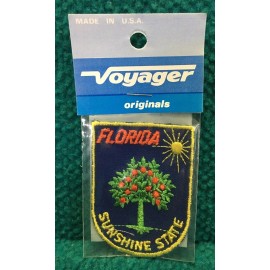 MADE IN U.S.A.
Voyager
originals
FLORIDA
SUNSHINE STATE